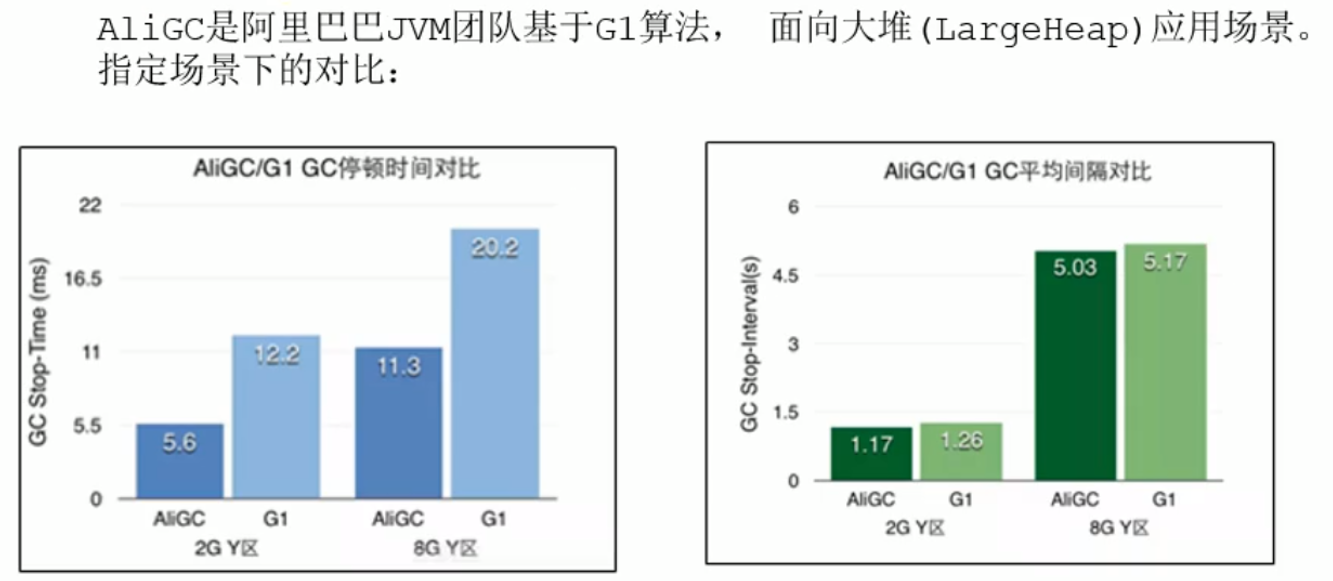 AliGC是阿里巴巴JVM团队基于G1算法， 面向大堆(LargeHeap)应用场景。
指定场景下的对比：
AliGC/G1 GC停顿时间对比
GC Stop-Time (ms)
22
16.5
11
5.5
0
5.6
12.2
11.3
20.2
AliGC
G1
AliGC
G1
2G Y区
8G Y区
AliGC/G1 GC平均间隔对比
GC Stop-Interval(s)
6
4.5
3
1.5
0
1.17
1.26
5.03
5.17
AliGC
G1
AliGC
G1
2G Y区
8G Y区